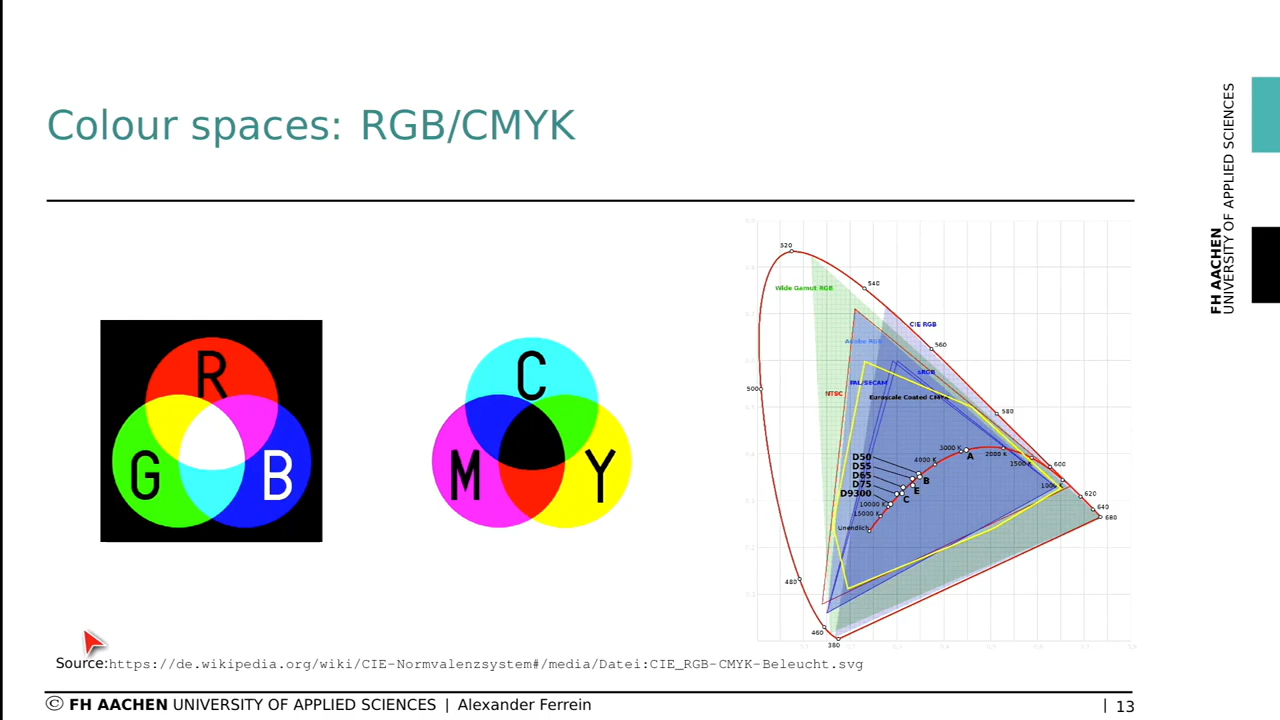 Colour spaces: RGB/CMYK
FH AACHEN
UNIVERSITY OF APPLIED SCIENCES
R
G
B
C
M
Y
520
540
Wide Gamut RGB
CIE RGB
Adobe RGB
560
sRGB
PAL/SECAM
500
NTSC
Euroscale Coated CMYK
580
3000 K
A
2000 K
D50
4000 K
1500 K
600
D55
D65
B
D75
1000 K
D9300
E
620
C
10000 K
640
15000 K
680
Unendlich
480
460
380
Source:https://de.wikipedia.org/wiki/CIE-Normvalenzsystem#/media/Datei:CIE_RGB-CMYK-Beleucht.svg
© FH AACHEN UNIVERSITY OF APPLIED SCIENCES | Alexander Ferrein | 13